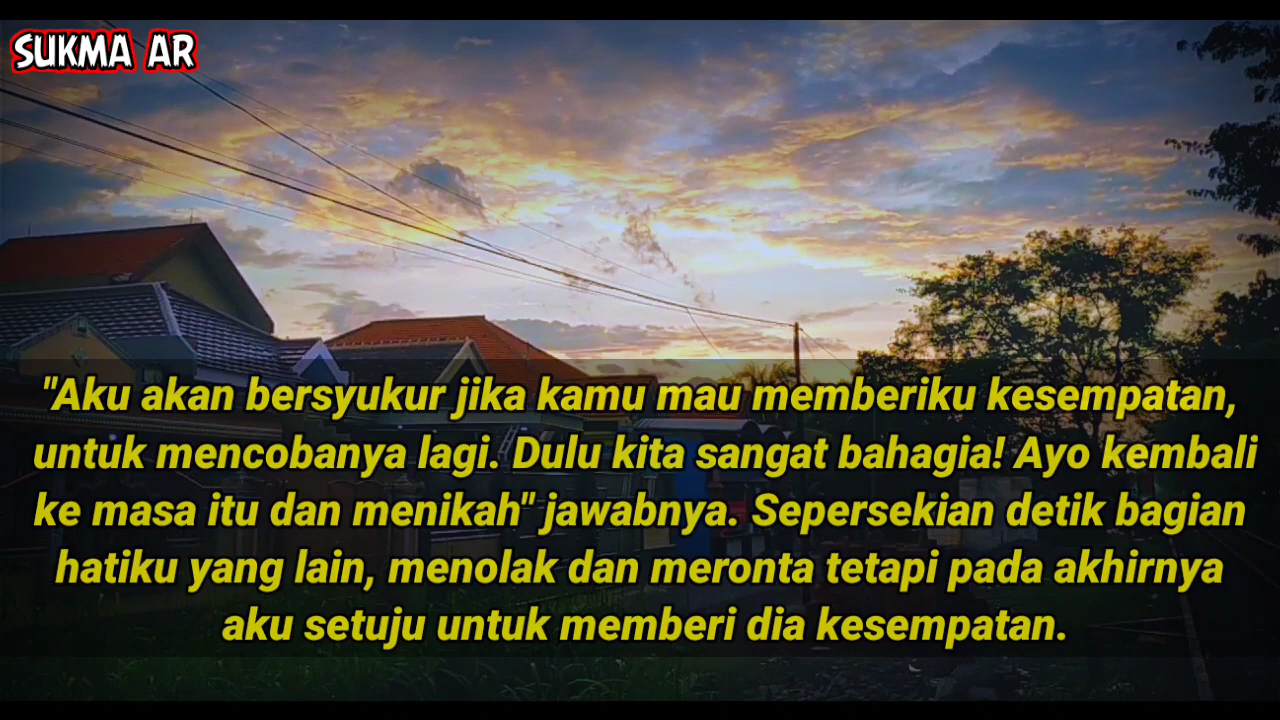 SUKMA AR
"Aku akan bersyukur jika kamu mau memberiku kesempatan,
untuk mencobanya lagi. Dulu kita sangat bahagia! Ayo kembali
ke masa itu dan menikah" jawabnya. Sepersekian detik bagian
hatiku yang lain, menolak dan meronta tetapi pada akhirnya
aku setuju untuk memberi dia kesempatan.